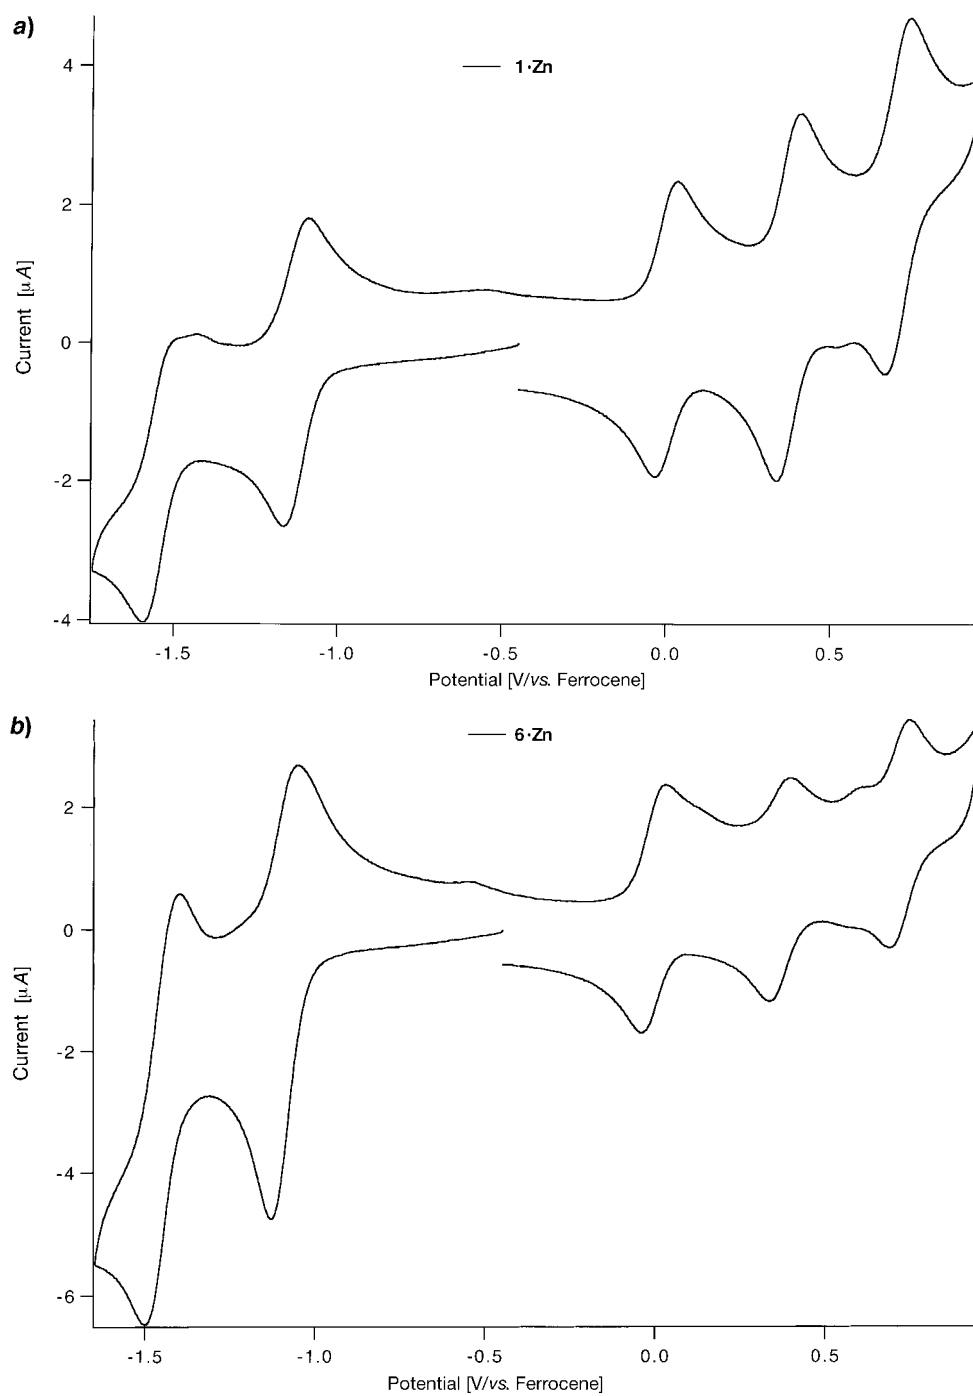 a)
1·Zn
4
2
0
-2
-4
Current [μA]
-1.5 -1.0 -0.5 0.0 0.5
Potential [V/vs. Ferrocene]
b)
6·Zn
2
0
-2
-4
-6
Current [μA]
-1.5 -1.0 -0.5 0.0 0.5
Potential [V/vs. Ferrocene]